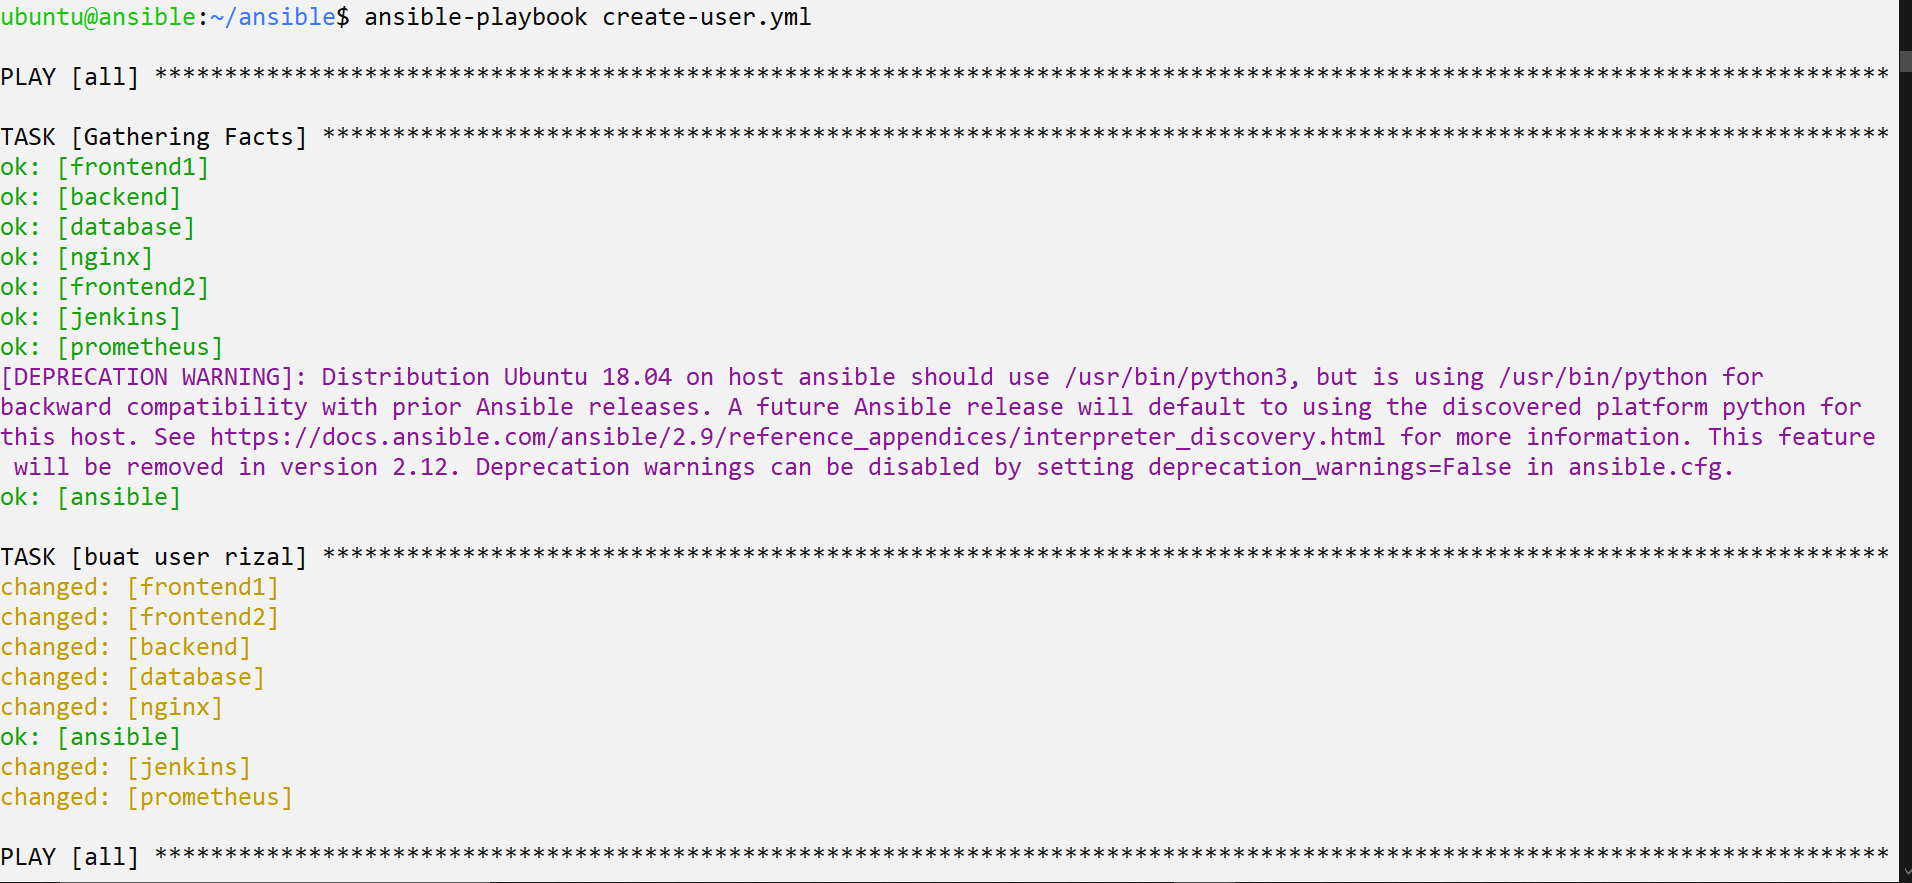 ubuntu@ansible:~/ansible$ ansible-playbook create-user.yml
PLAY [all] ****************************************************************************************************************************
TASK [Gathering Facts] ****************************************************************************************************************
ok: [frontend1]
ok: [backend]
ok: [database]
ok: [nginx]
ok: [frontend2]
ok: [jenkins]
ok: [prometheus]
[DEPRECATION WARNING]: Distribution Ubuntu 18.04 on host ansible should use /usr/bin/python3, but is using /usr/bin/python for
backward compatibility with prior Ansible releases. A future Ansible release will default to using the discovered platform python for
this host. See https://docs.ansible.com/ansible/2.9/reference_appendices/interpreter_discovery.html for more information. This feature
 will be removed in version 2.12. Deprecation warnings can be disabled by setting deprecation_warnings=False in ansible.cfg.
ok: [ansible]
TASK [buat user rizal] ****************************************************************************************************************
changed: [frontend1]
changed: [frontend2]
changed: [backend]
changed: [database]
changed: [nginx]
ok: [ansible]
changed: [jenkins]
changed: [prometheus]
PLAY [all] ****************************************************************************************************************************